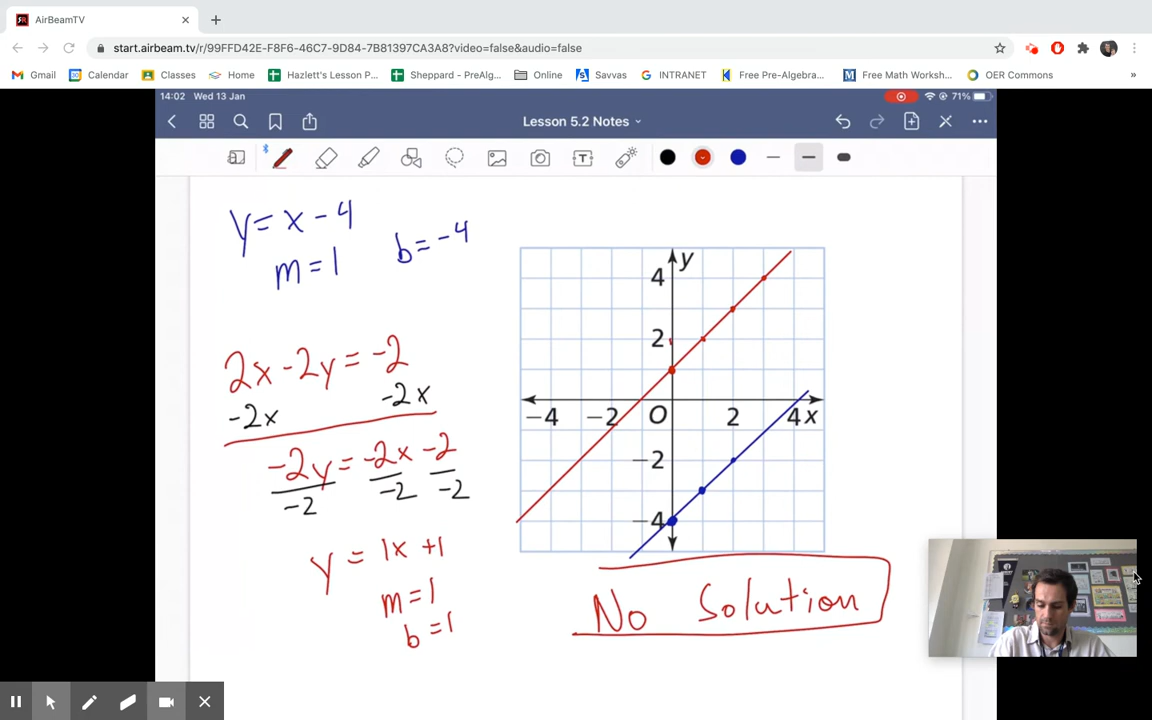 AirBeamTV
start.airbeam.tv/r/99FFD42E-F8F6-46C7-9D84-7B81397CA3A8?video=false&audio=false
Gmail Calendar Classes Home Hazlett's Lesson P... Sheppard - PreAlg... Online Savvas INTRANET Free Pre-Algebra... Free Math Worksh... OER Commons »
14:02 Wed 13 Jan 71%
Lesson 5.2 Notes
y = x - 4
m = 1 b = -4
2x - 2y = -2
-2x -2x
-2y = -2x -2
-2 -2 -2
y = 1x + 1
m = 1
b = 1
y
4
2
-4 -2 O 2 4 x
-2
-4
No Solution